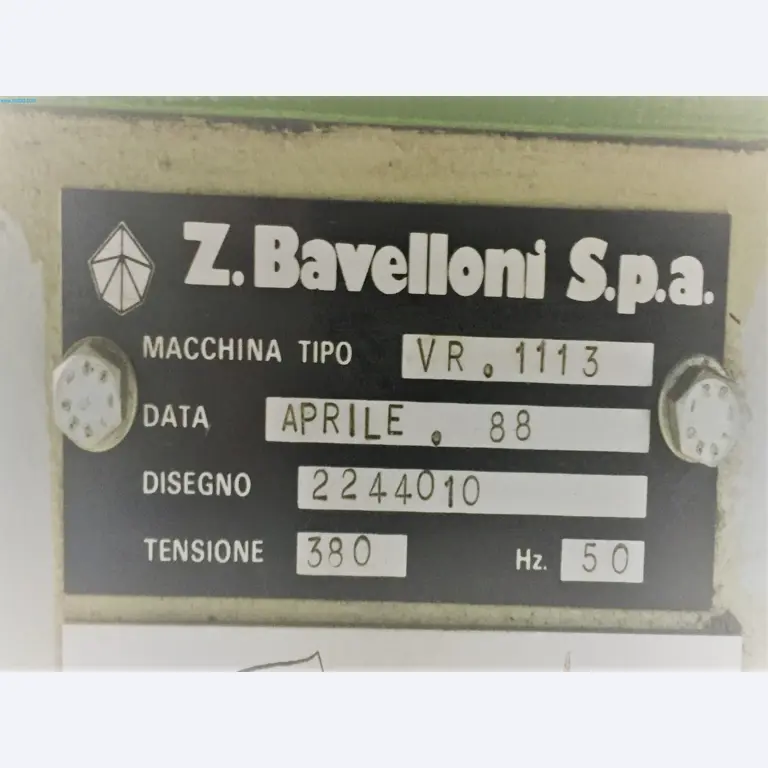 Z. Bavelloni S.p.a.
MACCHINA TIPO VR. 1113
DATA APRILE. 88
DISEGNO 2244010
TENSIONE 380 Hz. 50